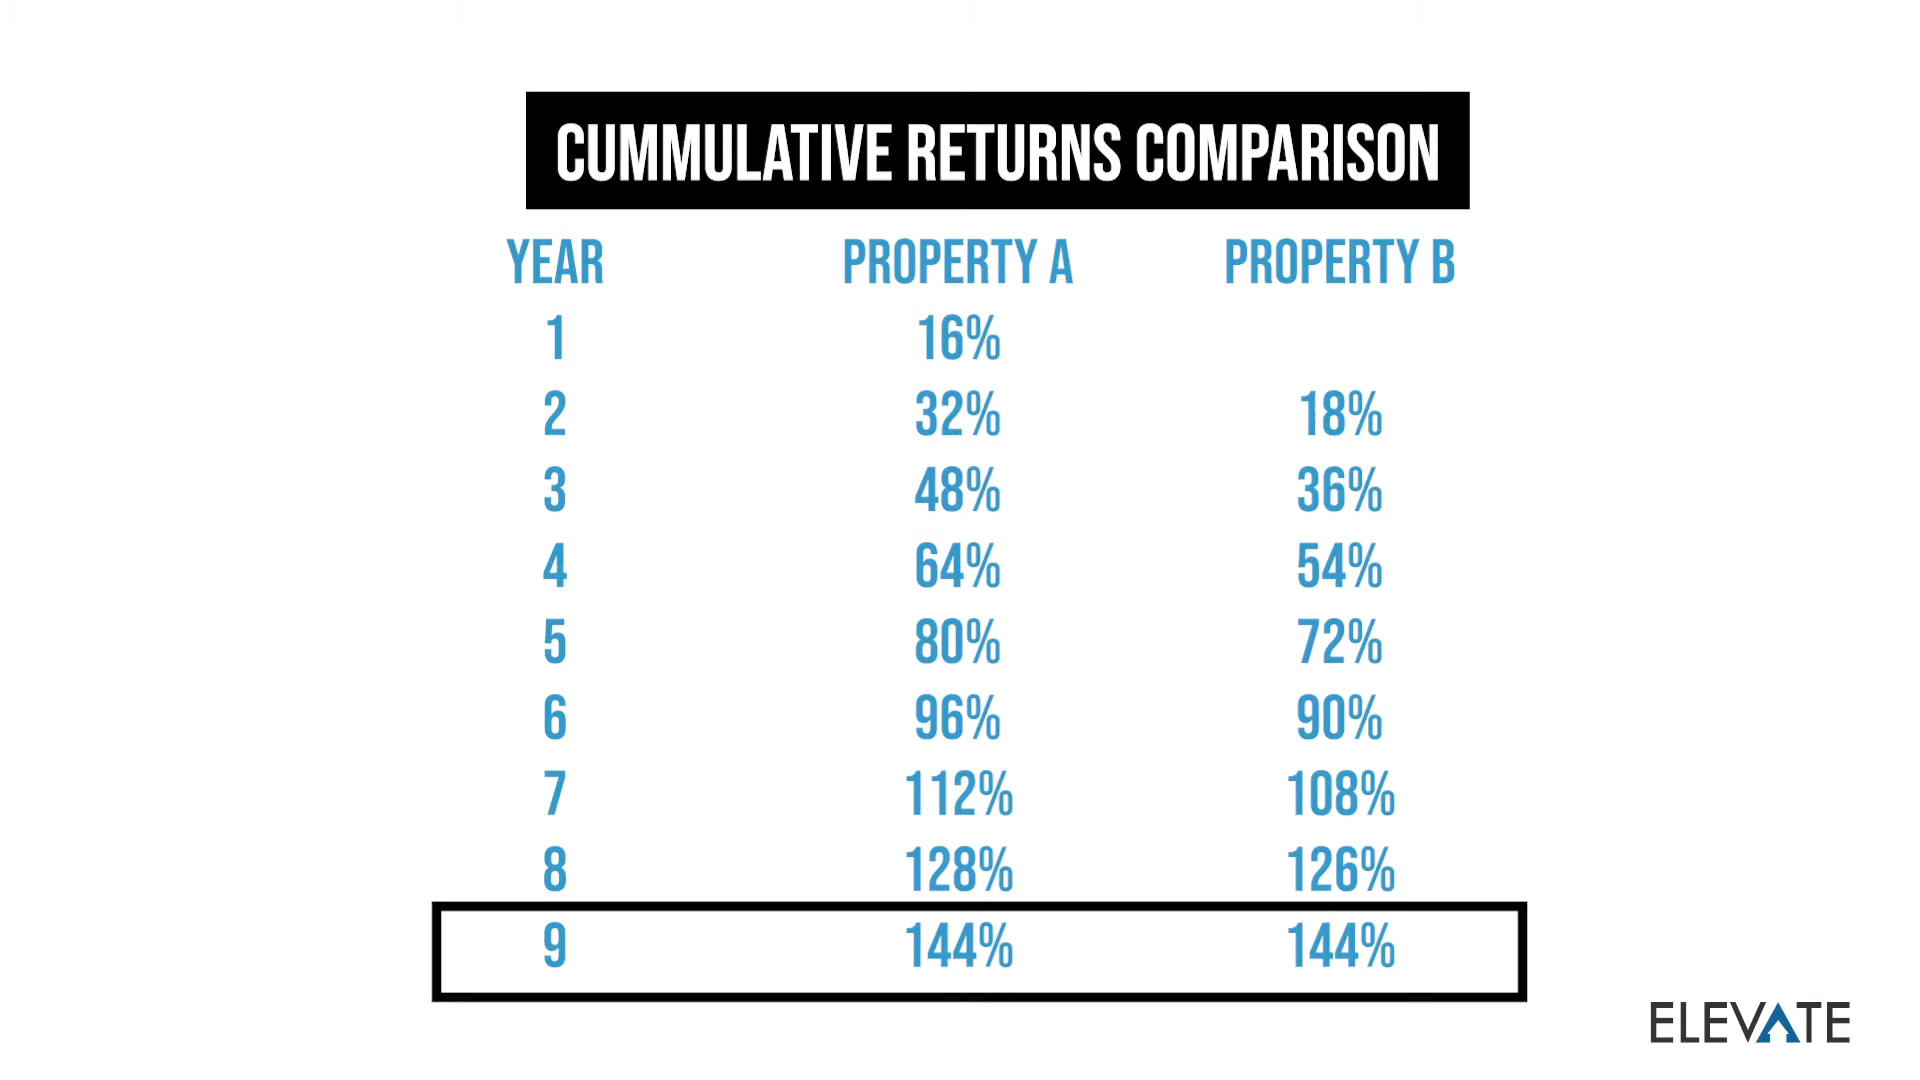 CUMMULATIVE RETURNS COMPARISON
YEAR PROPERTY A PROPERTY B
1 16%
2 32% 18%
3 48% 36%
4 64% 54%
5 80% 72%
6 96% 90%
7 112% 108%
8 128% 126%
9 144% 144%
ELEVATE